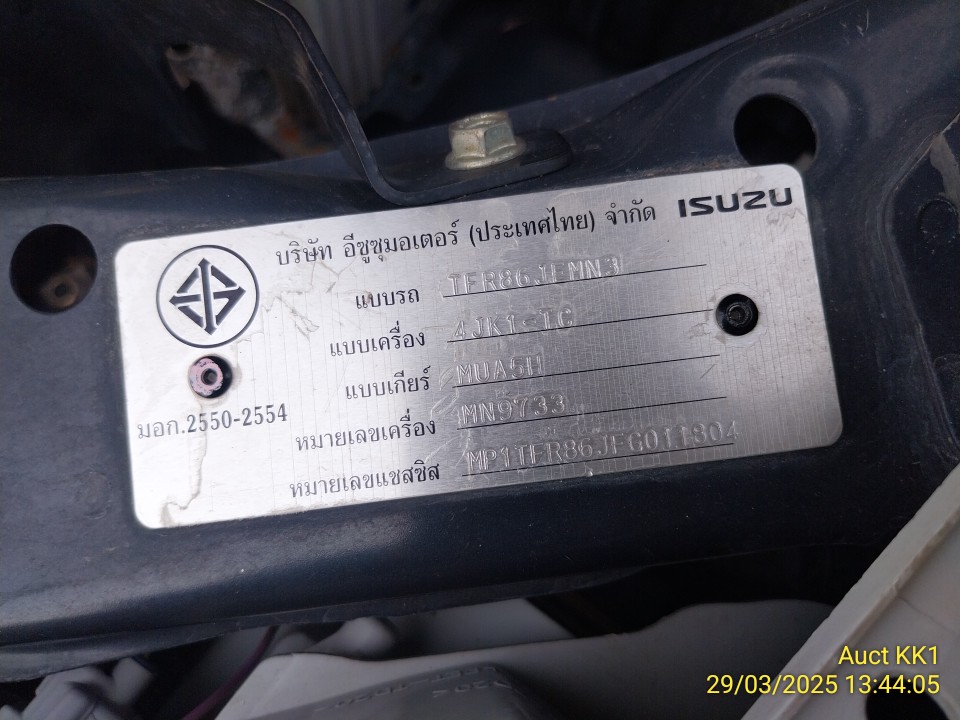 บริษัท อีซูซุมอเตอร์ (ประเทศไทย) จำกัด ISUZU
แบบรถ TFR86JEMN3
แบบเครื่อง 4JK1-TC
แบบเกียร์ MUA5H
มอก.2550-2554
หมายเลขเครื่อง MN9733
หมายเลขแชสซิส MP1TFR86JFG011804
Auct KK1
29/03/2025 13:44:05